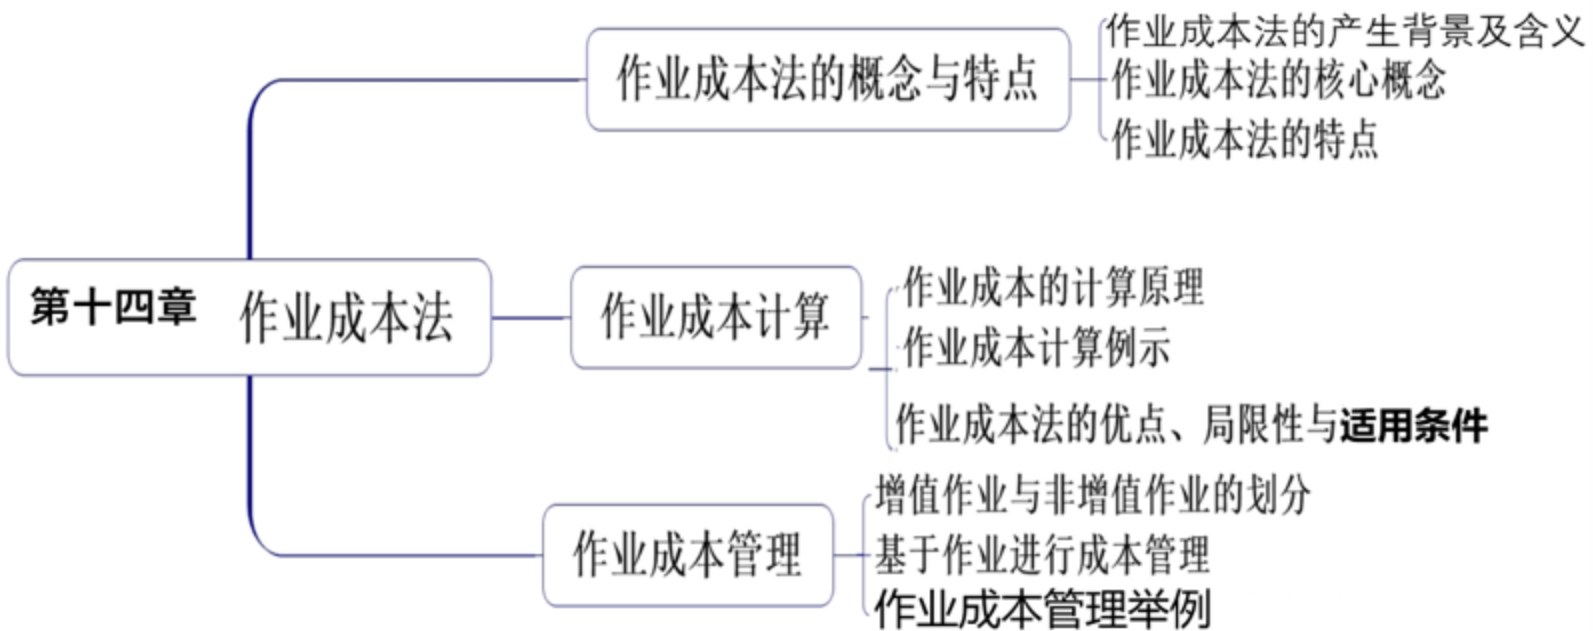 作业成本法的概念与特点
作业成本法的产生背景及含义
作业成本法的核心概念
作业成本法的特点
第十四章 作业成本法
作业成本计算
作业成本的计算原理
作业成本计算例示
作业成本法的优点、局限性与适用条件
作业成本管理
增值作业与非增值作业的划分
基于作业进行成本管理
作业成本管理举例